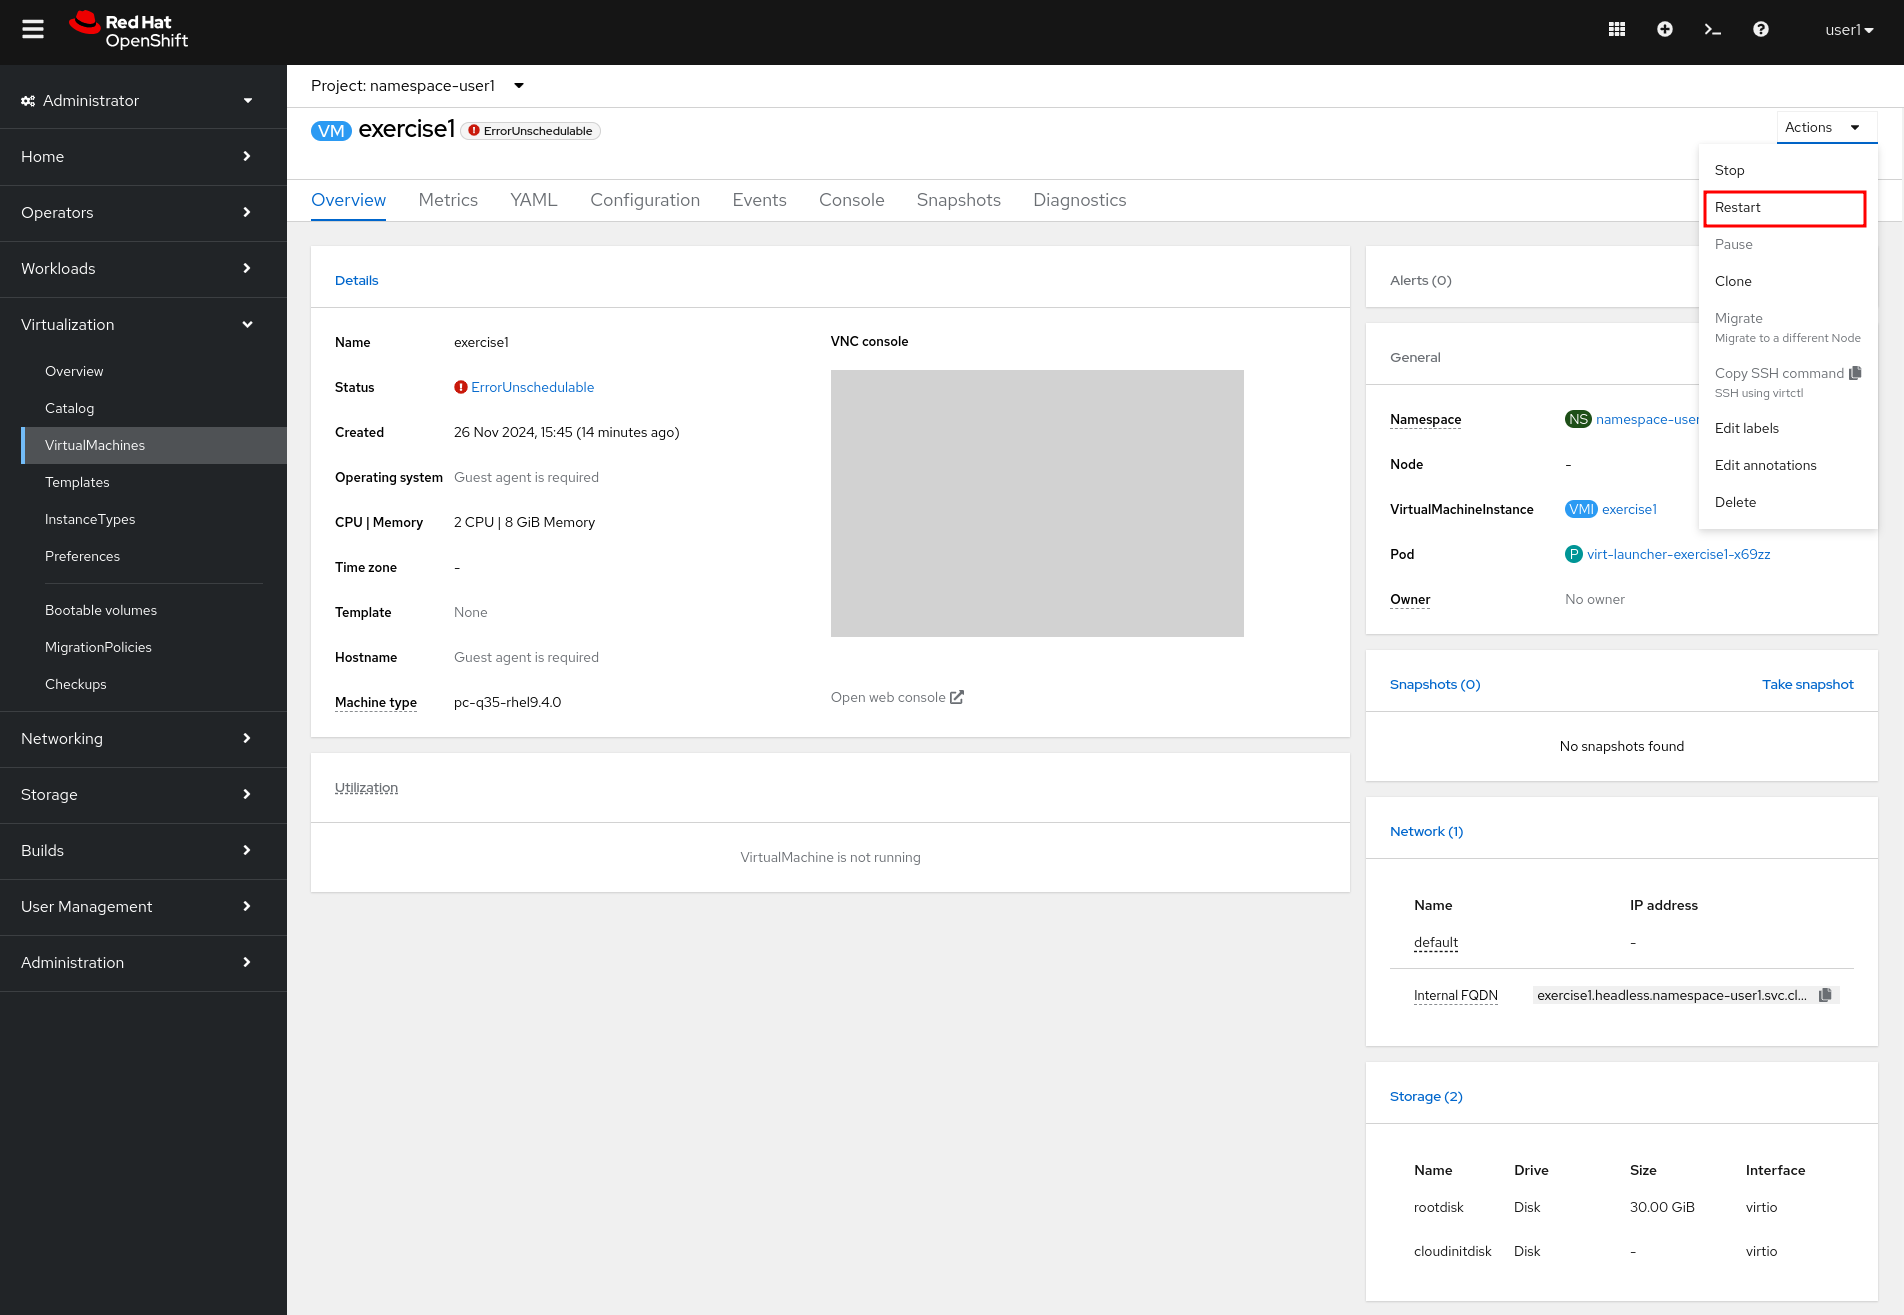 Red Hat
OpenShift
user1
Administrator
Home
Operators
Workloads
Virtualization
Overview
Catalog
VirtualMachines
Templates
InstanceTypes
Preferences
Bootable volumes
MigrationPolicies
Checkups
Networking
Storage
Builds
User Management
Administration
Project: namespace-user1
VM exercise1 ErrorUnschedulable
Actions
Stop
Restart
Pause
Clone
Migrate
Migrate to a different Node
Copy SSH command
SSH using virtctl
Edit labels
Edit annotations
Delete
Overview Metrics YAML Configuration Events Console Snapshots Diagnostics
Details
Name exercise1
Status ErrorUnschedulable
Created 26 Nov 2024, 15:45 (14 minutes ago)
Operating system Guest agent is required
CPU | Memory 2 CPU | 8 GiB Memory
Time zone -
Template None
Hostname Guest agent is required
Machine type pc-q35-rhel9.4.0
VNC console
Open web console
Utilization
VirtualMachine is not running
Alerts (0)
General
Namespace NS namespace-user
Node -
VirtualMachineInstance VMI exercise1
Pod P virt-launcher-exercise1-x69zz
Owner No owner
Snapshots (0) Take snapshot
No snapshots found
Network (1)
Name IP address
default -
Internal FQDN exercise1.headless.namespace-user1.svc.cl...
Storage (2)
Name Drive Size Interface
rootdisk Disk 30.00 GiB virtio
cloudinitdisk Disk - virtio